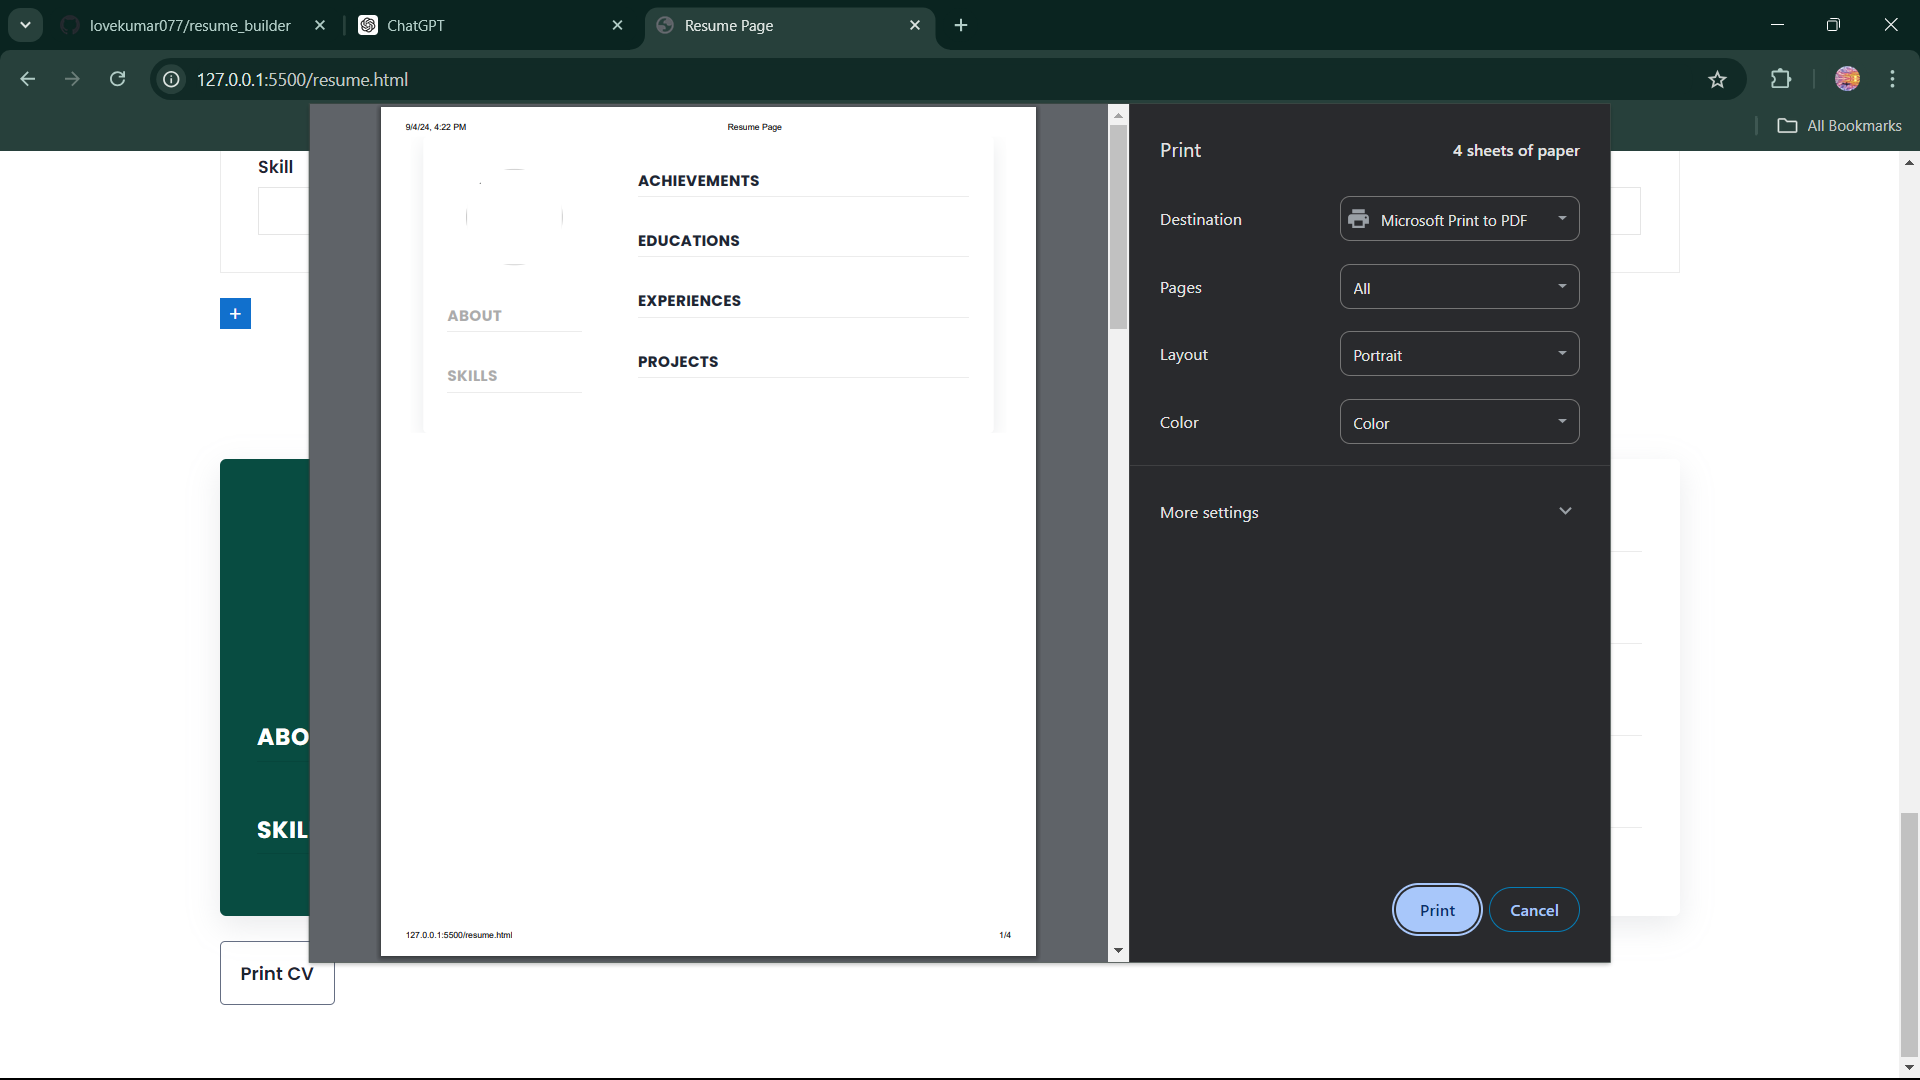 lovekumar077/resume_builder
ChatGPT
Resume Page
127.0.0.1:5500/resume.html
All Bookmarks
Skill
+
ABO
SKIL
Print CV
9/4/24, 4:22 PM
Resume Page
ABOUT
SKILLS
ACHIEVEMENTS
EDUCATIONS
EXPERIENCES
PROJECTS
127.0.0.1:5500/resume.html
1/4
Print
4 sheets of paper
Destination
Microsoft Print to PDF
Pages
All
Layout
Portrait
Color
Color
More settings
Print
Cancel